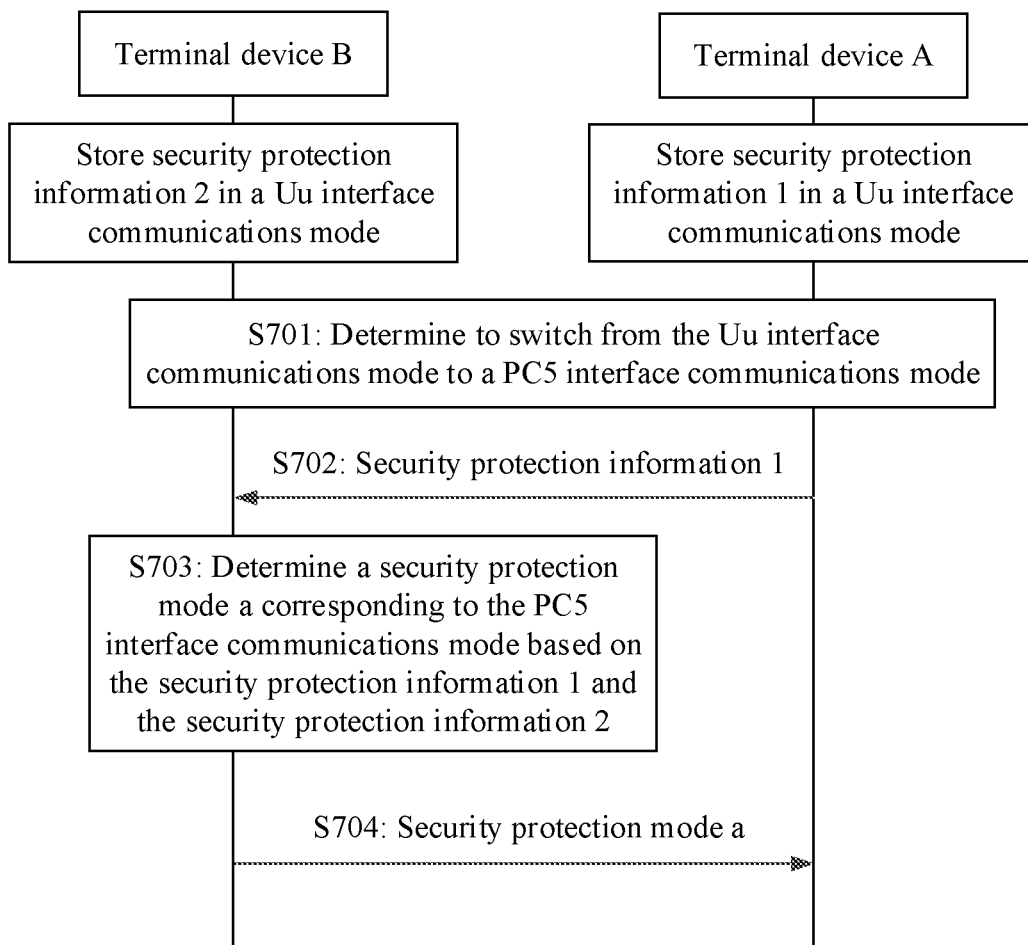 Terminal device B
Terminal device A
Store security protection
information 2 in a Uu interface
communications mode
Store security protection
information 1 in a Uu interface
communications mode
S701: Determine to switch from the Uu interface
communications mode to a PC5 interface communications mode
S702: Security protection information 1
S703: Determine a security protection
mode a corresponding to the PC5
interface communications mode based on
the security protection information 1 and
the security protection information 2
S704: Security protection mode a